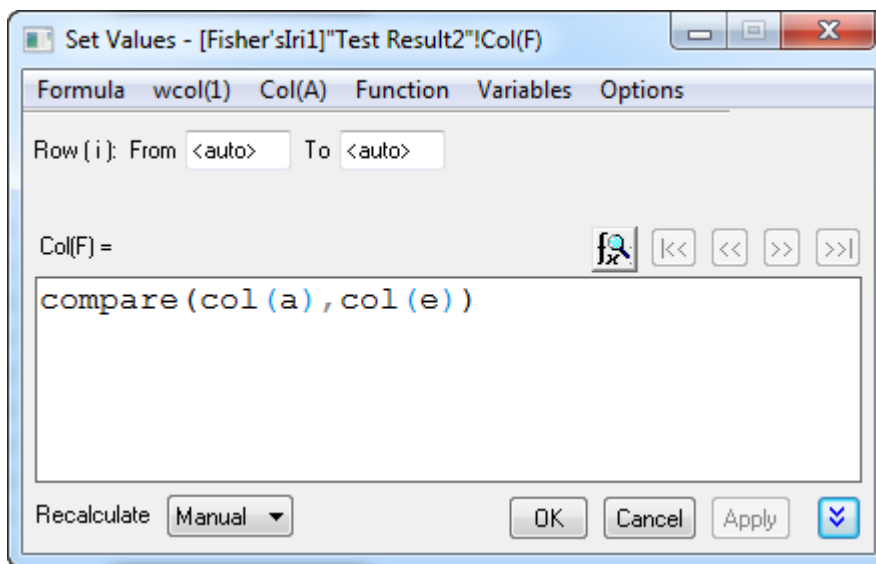 Set Values - [Fisher'sIri1]"Test Result2"!Col(F)
Formula wcol(1) Col(A) Function Variables Options
Row ( i ): From <auto> To <auto>
Col(F) =
|<< << >> >>|
compare(col(a),col(e))
Recalculate Manual OK Cancel Apply